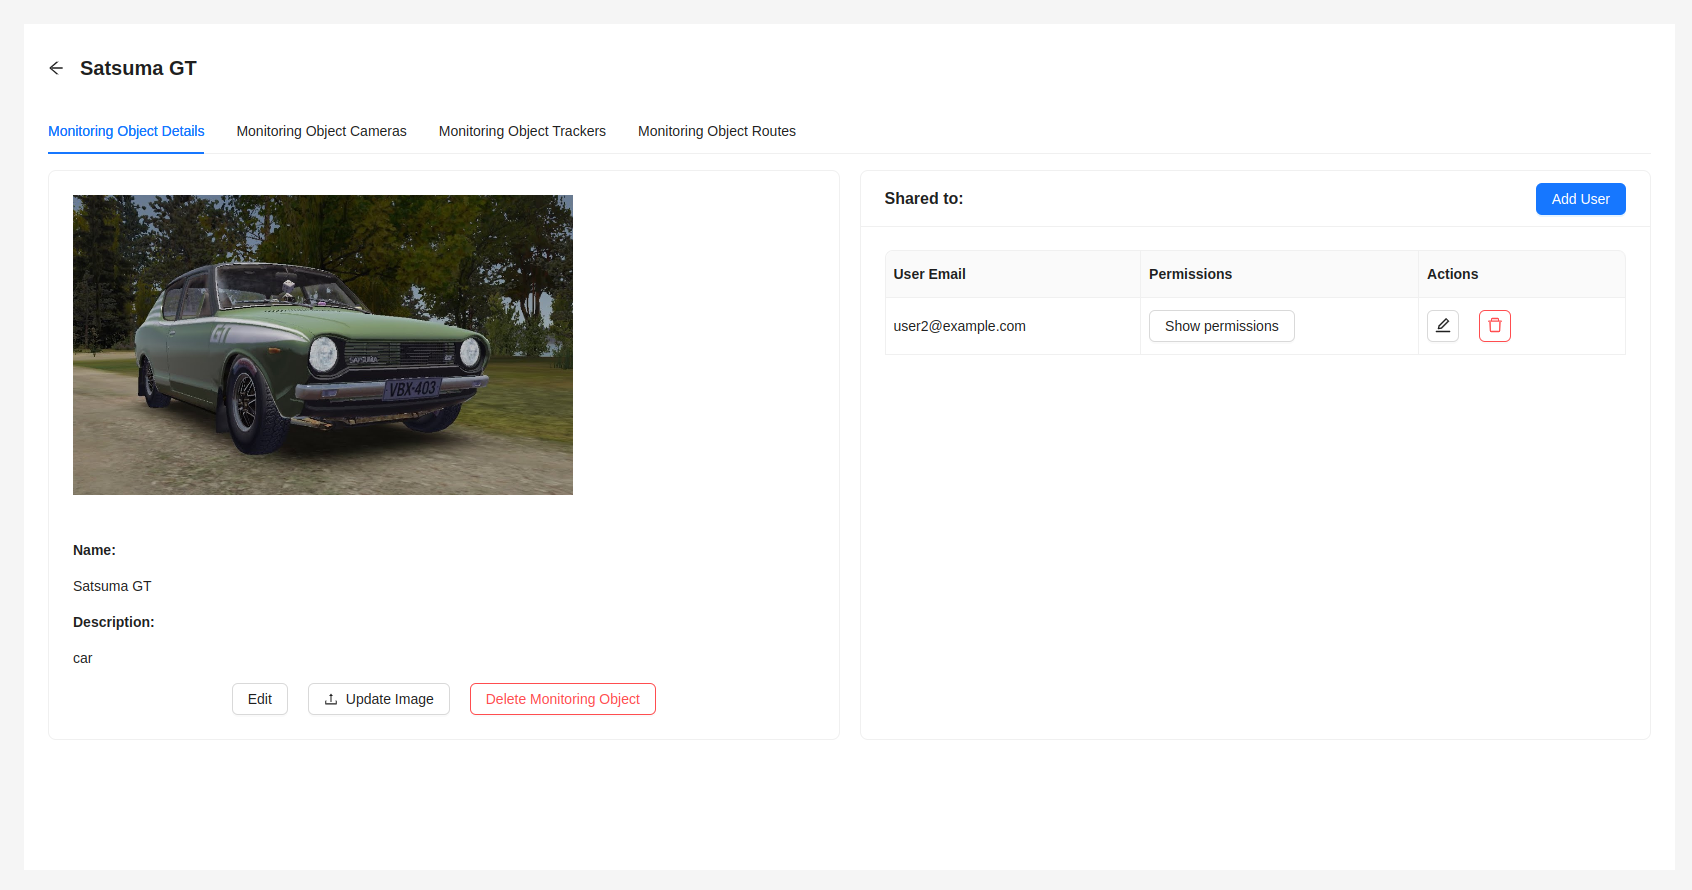 Satsuma GT
Monitoring Object Details Monitoring Object Cameras Monitoring Object Trackers Monitoring Object Routes
GT
SATSUMA
VBX-403
Name:
Satsuma GT
Description:
car
Edit Update Image Delete Monitoring Object
Shared to: Add User
User Email Permissions Actions
user2@example.com Show permissions